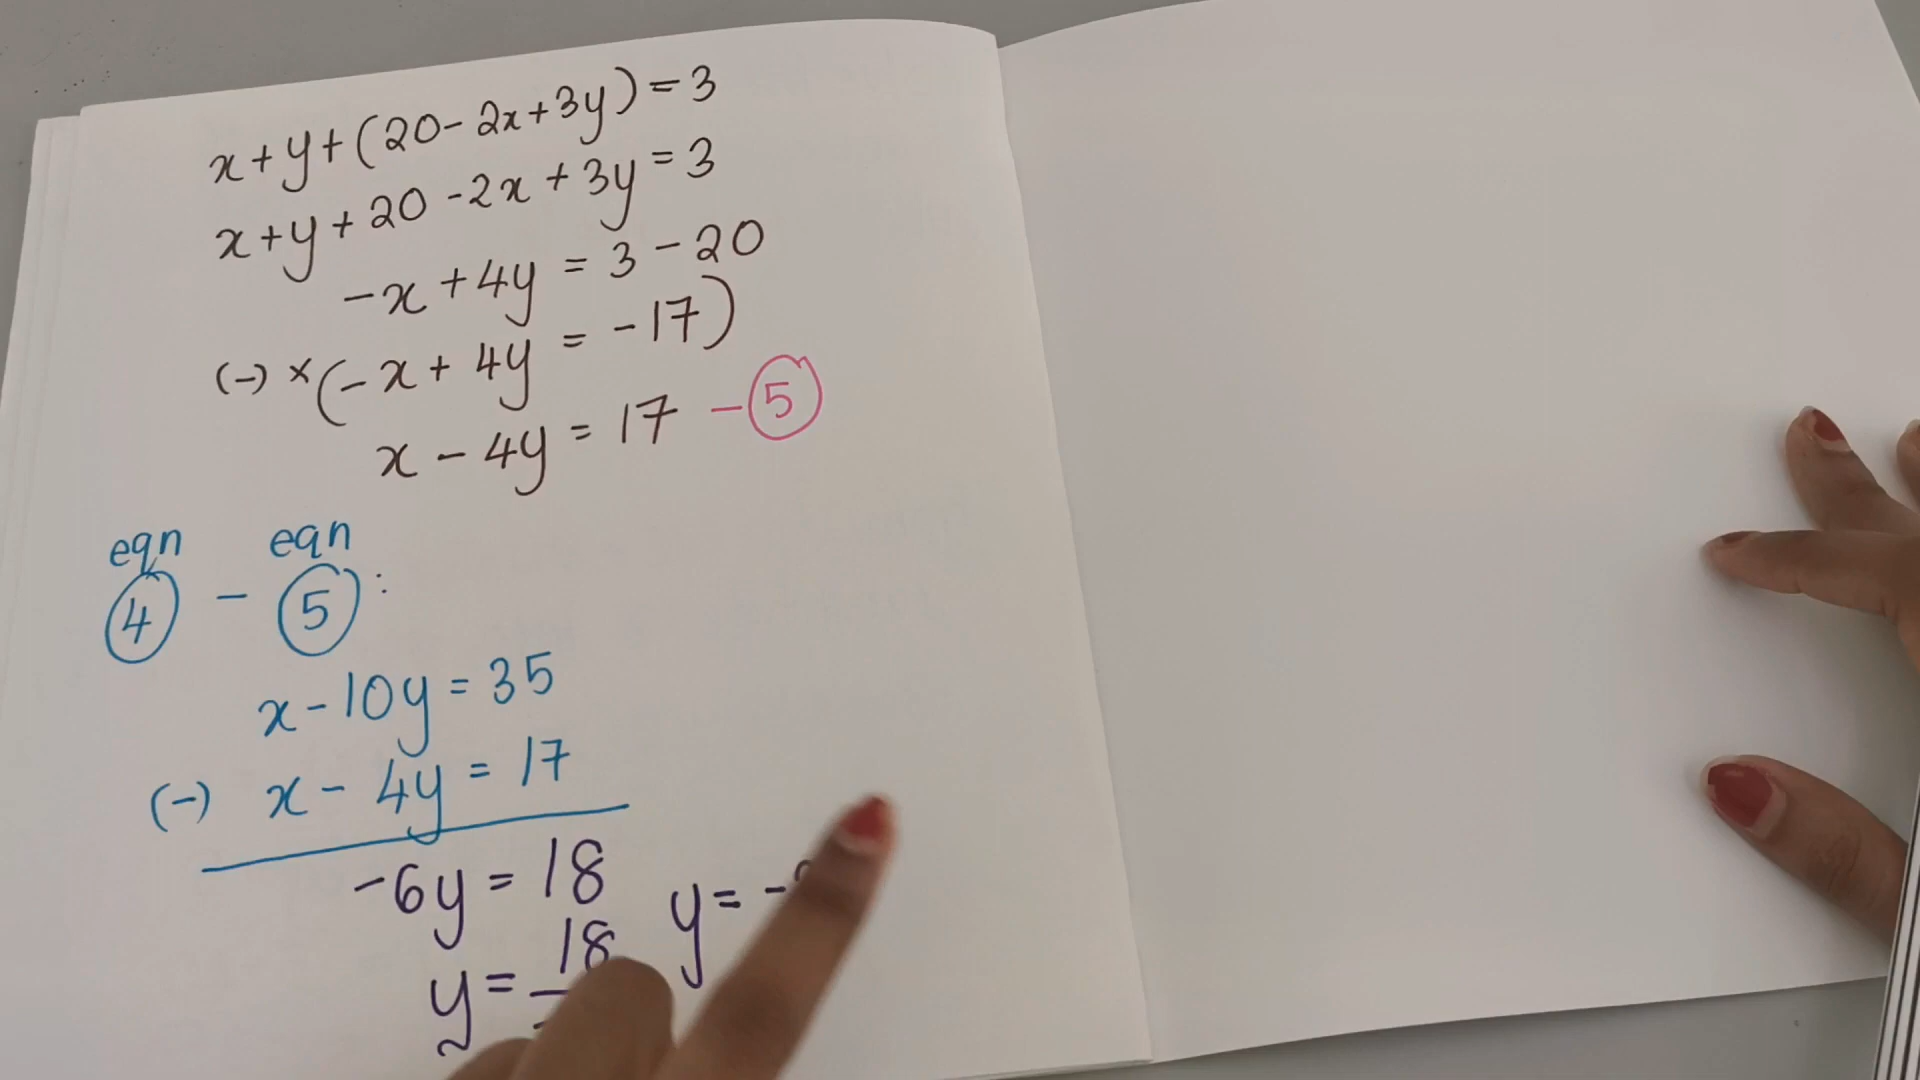 x+y+(20-2x+3y)=3
x+y+20-2x+3y=3
-x+4y=3-20
(-)×(-x+4y=-17)
x-4y=17 -⑤
eqn eqn
④ - ⑤:
x-10y=35
(-) x-4y=17
-6y=18
y=18
y=-